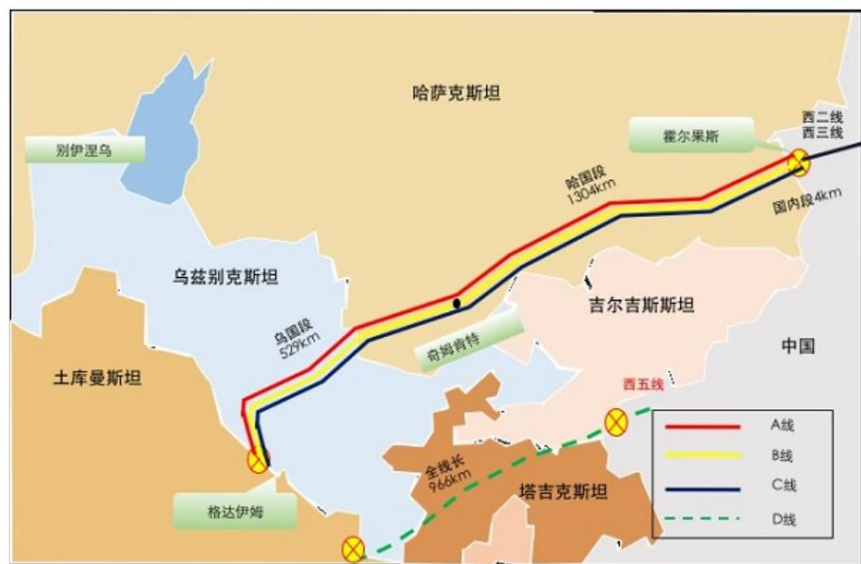 哈萨克斯坦
西二线
西三线
霍尔果斯
别伊涅乌
哈国段
1304km
国内段4km
乌兹别克斯坦
吉尔吉斯斯坦
乌国段
529km
奇姆肯特
中国
土库曼斯坦
西五线
A线
B线
C线
D线
全线长
966km
塔吉克斯坦
格达伊姆